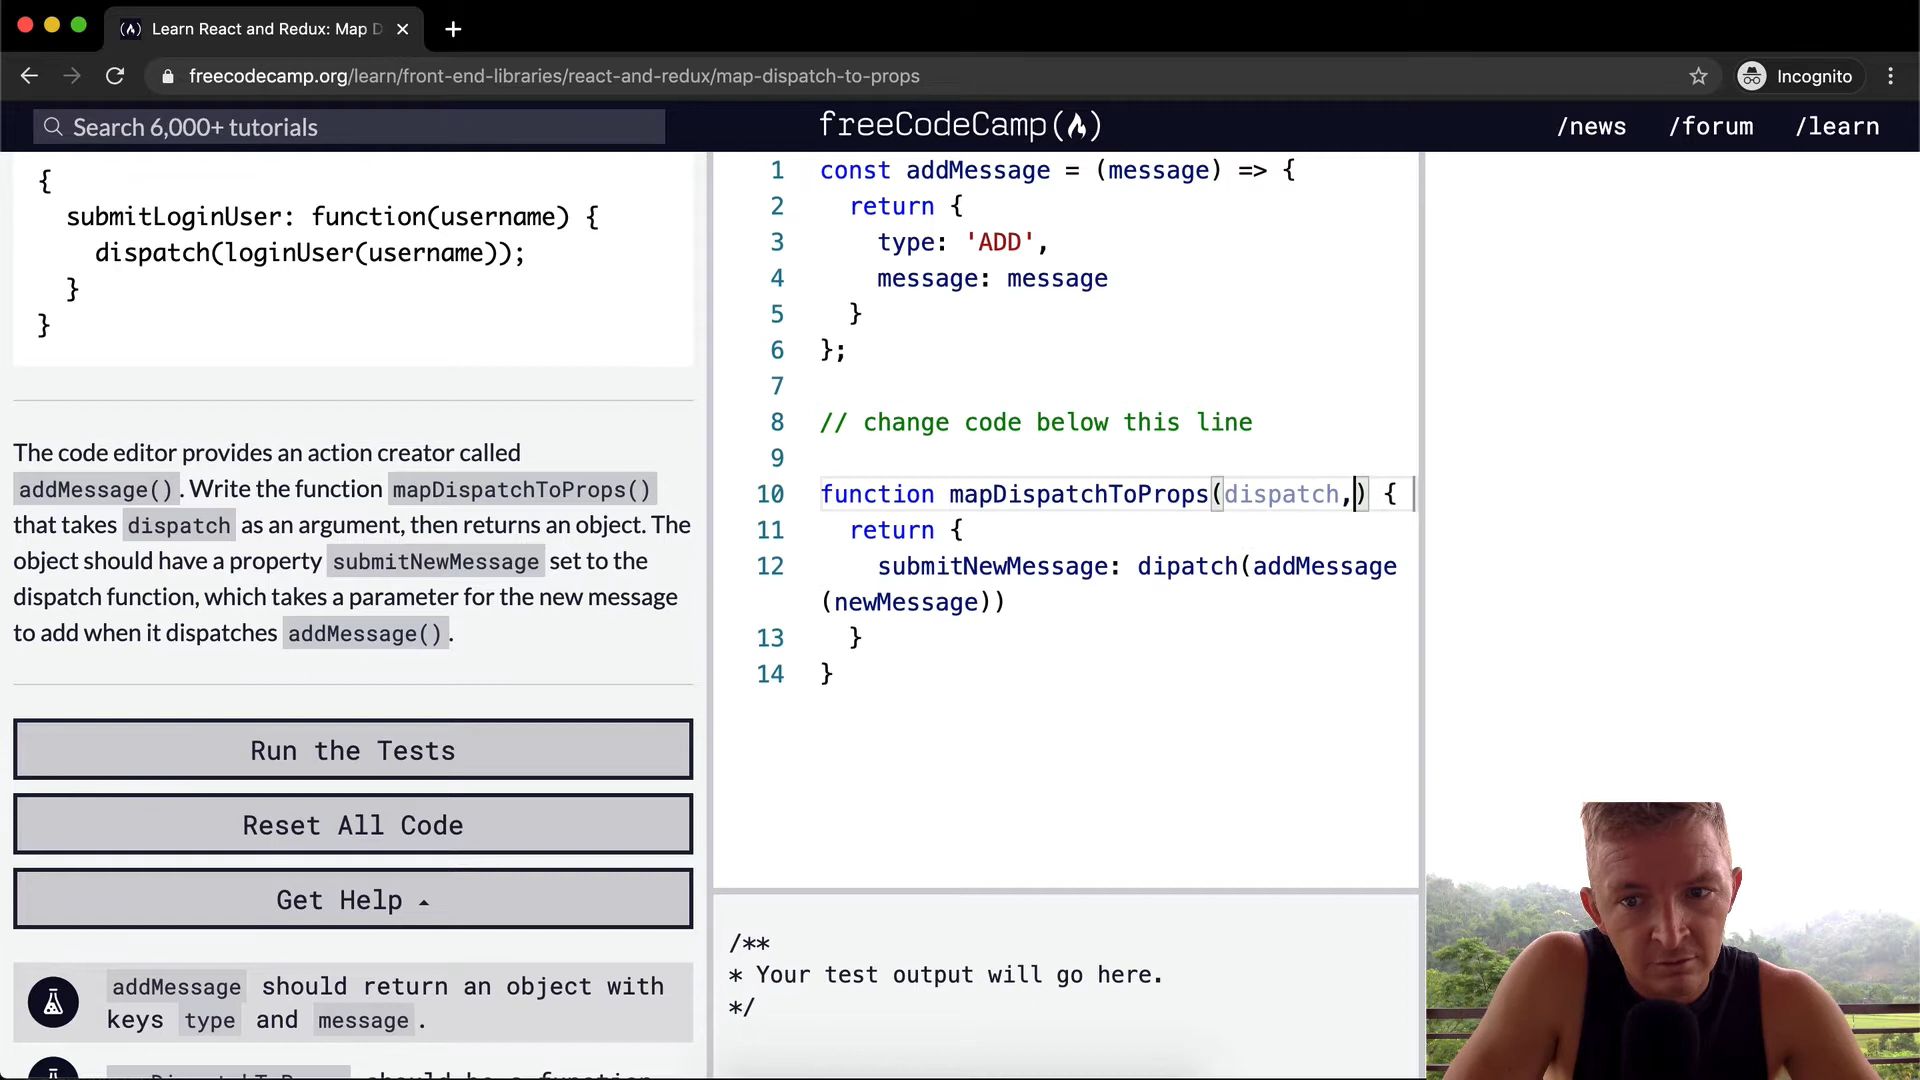 Learn React and Redux: Map D
freecodecamp.org/learn/front-end-libraries/react-and-redux/map-dispatch-to-props
Incognito
Search 6,000+ tutorials
freeCodeCamp
/news
/forum
/learn
{
submitLoginUser: function(username) {
dispatch(loginUser(username));
}
}
The code editor provides an action creator called
addMessage(). Write the function mapDispatchToProps()
that takes dispatch as an argument, then returns an object. The
object should have a property submitNewMessage set to the
dispatch function, which takes a parameter for the new message
to add when it dispatches addMessage().
Run the Tests
Reset All Code
Get Help
addMessage should return an object with
keys type and message.
should be a function
1 const addMessage = (message) => {
2 return {
3 type: 'ADD',
4 message: message
5 }
6 };
7
8 // change code below this line
9
10 function mapDispatchToProps(dispatch,) {
11 return {
12 submitNewMessage: dipatch(addMessage
(newMessage))
13 }
14 }
/**
* Your test output will go here.
*/